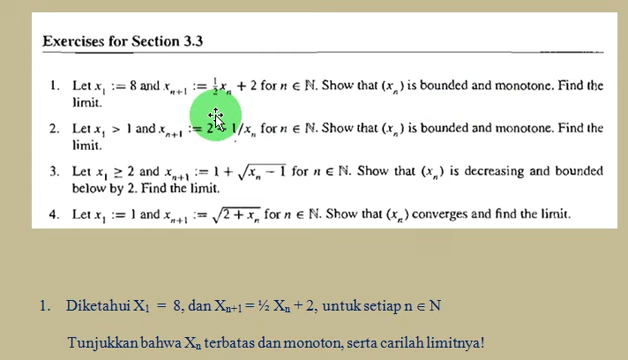 Exercises for Section 3.3
1. Let x₁ := 8 and xₙ₊₁ := ½xₙ + 2 for n ∈ ℕ. Show that (xₙ) is bounded and monotone. Find the
limit.
2. Let x₁ > 1 and xₙ₊₁ := 2 − 1/xₙ for n ∈ ℕ. Show that (xₙ) is bounded and monotone. Find the
limit.
3. Let x₁ ≥ 2 and xₙ₊₁ := 1 + √(xₙ − 1) for n ∈ ℕ. Show that (xₙ) is decreasing and bounded
below by 2. Find the limit.
4. Let x₁ := 1 and xₙ₊₁ := √(2 + xₙ) for n ∈ ℕ. Show that (xₙ) converges and find the limit.
1. Diketahui X₁ = 8, dan Xₙ₊₁ = ½ Xₙ + 2, untuk setiap n ∈ N
Tunjukkan bahwa Xₙ terbatas dan monoton, serta carilah limitnya!